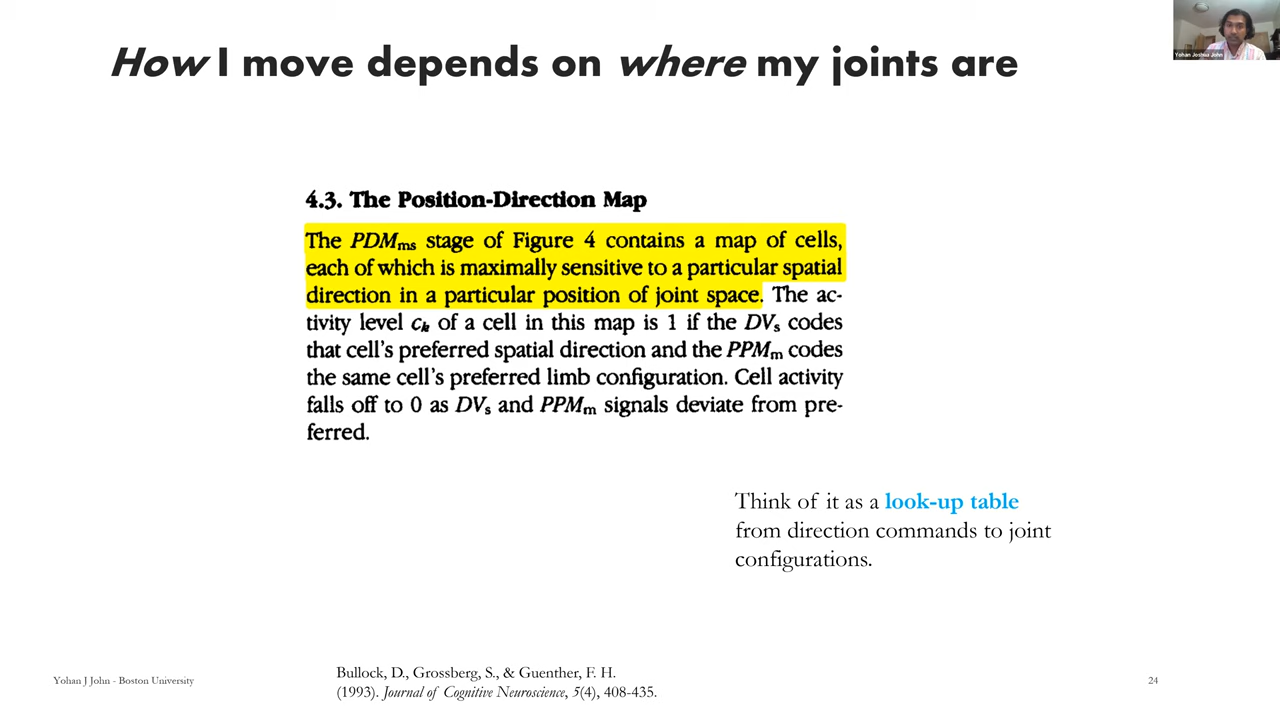 How I move depends on where my joints are
Yohan Joshua John
4.3. The Position-Direction Map
The PDMms stage of Figure 4 contains a map of cells,
each of which is maximally sensitive to a particular spatial
direction in a particular position of joint space. The ac-
tivity level ck of a cell in this map is 1 if the DVs codes
that cell's preferred spatial direction and the PPMm codes
the same cell's preferred limb configuration. Cell activity
falls off to 0 as DVs and PPMm signals deviate from pre-
ferred.
Think of it as a look-up table
from direction commands to joint
configurations.
Yohan J John - Boston University
Bullock, D., Grossberg, S., & Guenther, F. H.
(1993). Journal of Cognitive Neuroscience, 5(4), 408-435.
24